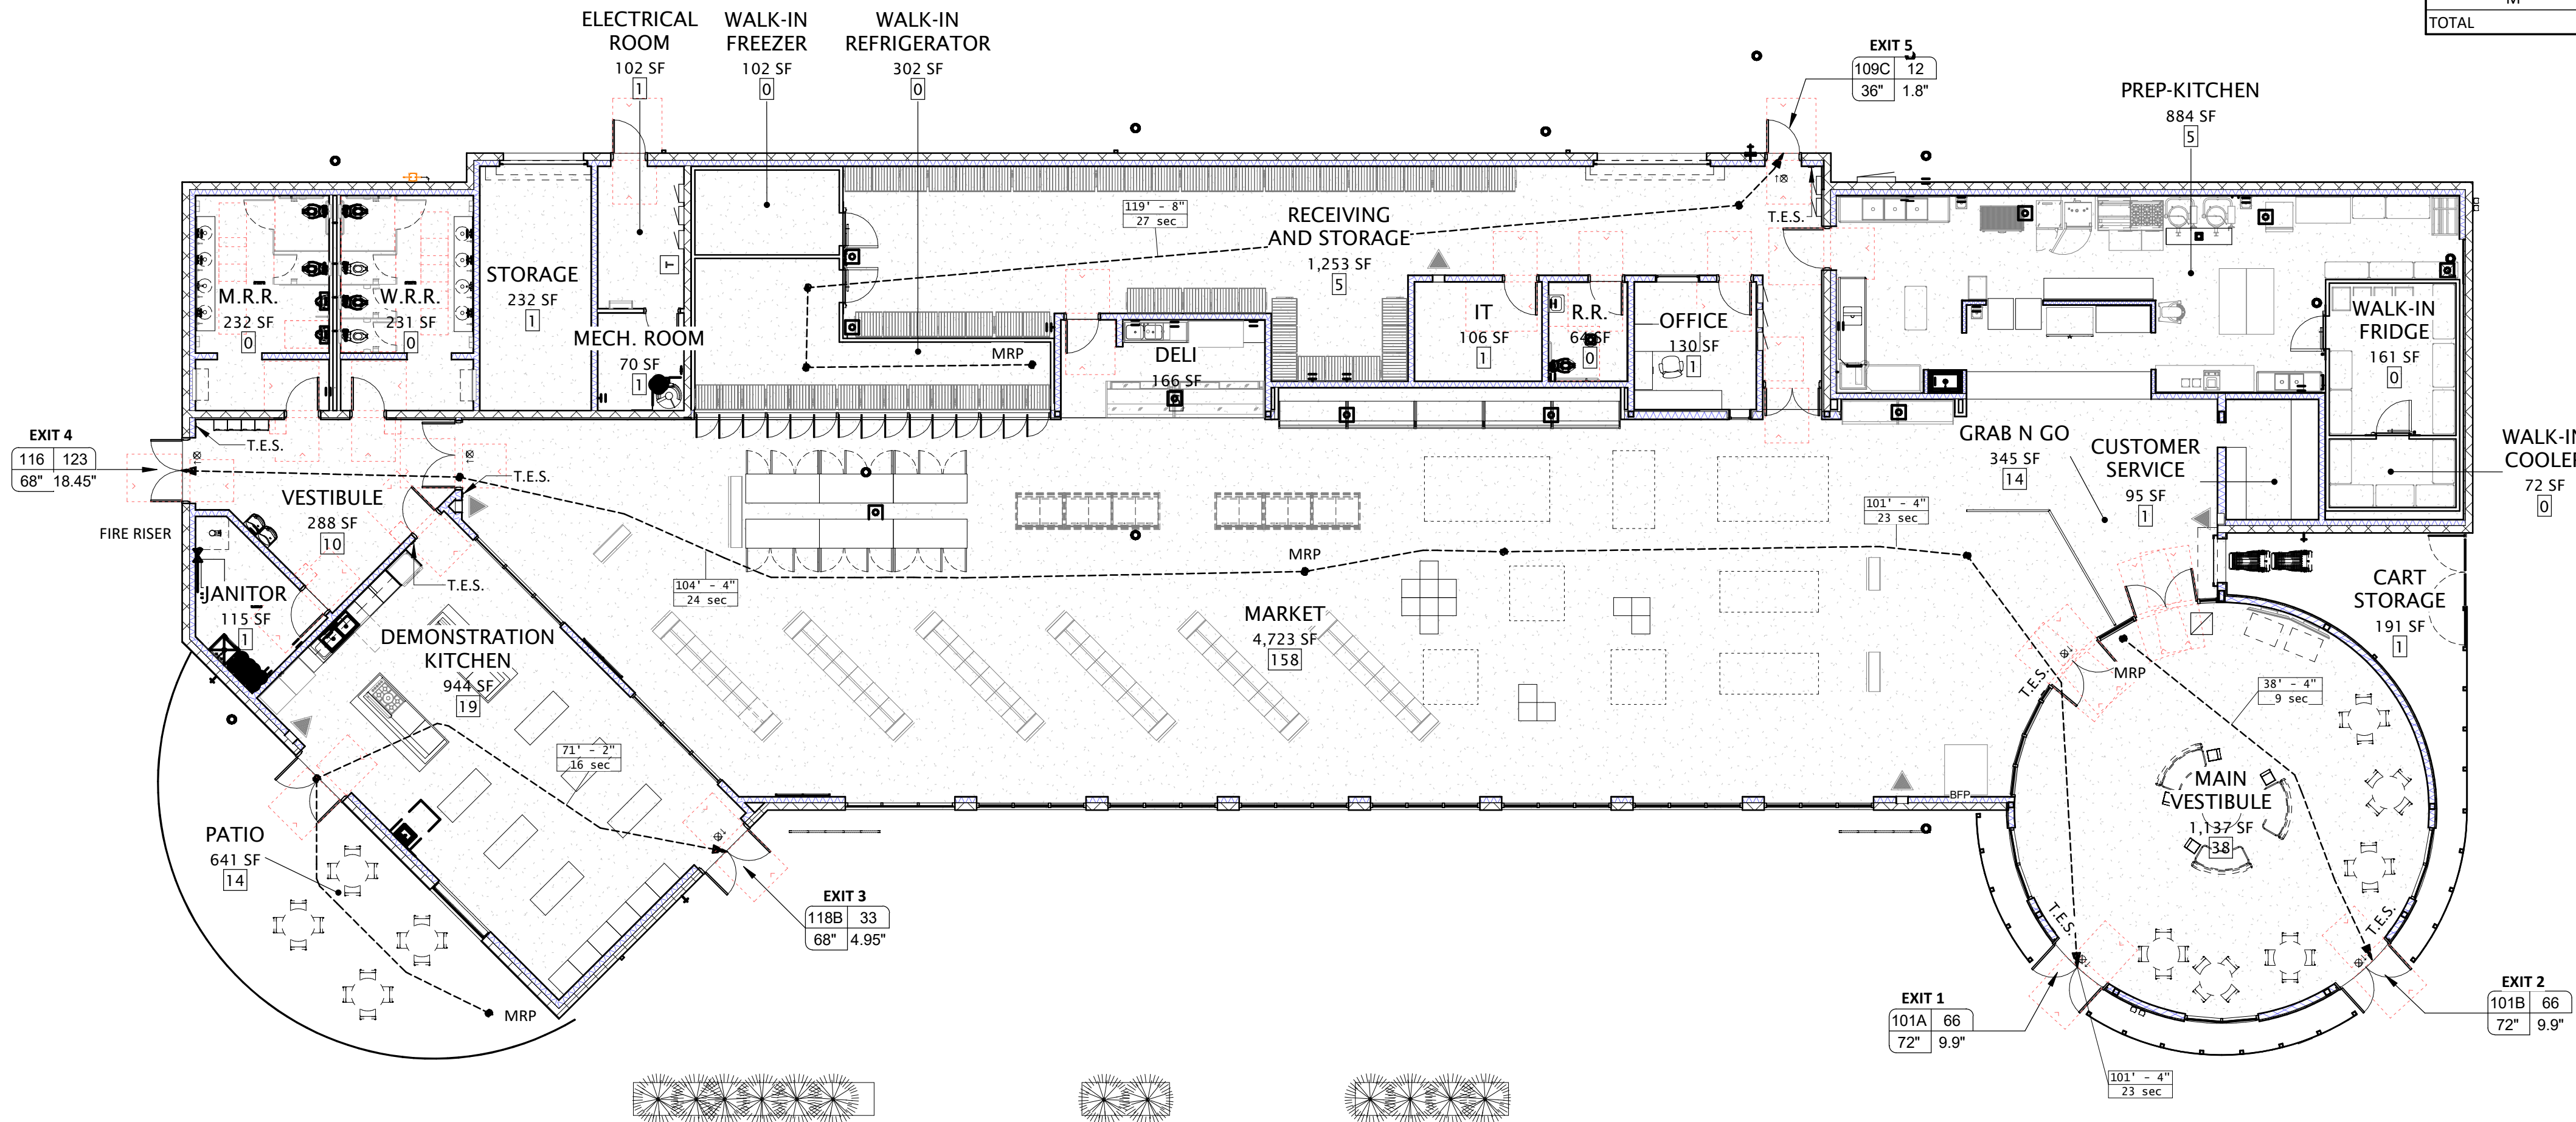 M
TOTAL
ELECTRICAL
ROOM
102 SF
1
WALK-IN
FREEZER
102 SF
0
WALK-IN
REFRIGERATOR
302 SF
0
EXIT 5
109C 12
36" 1.8"
PREP-KITCHEN
884 SF
5
119' - 8"
27 sec
RECEIVING
AND STORAGE
1,253 SF
5
T.E.S.
M.R.R.
232 SF
0
W.R.R.
231 SF
0
STORAGE
232 SF
1
T
MECH. ROOM
70 SF
1
MRP
DELI
166 SF
IT
106 SF
1
R.R.
64 SF
0
OFFICE
130 SF
1
WALK-IN
FRIDGE
161 SF
0
EXIT 4
116 123
68" 18.45"
T.E.S.
T.E.S.
VESTIBULE
288 SF
10
FIRE RISER
T.E.S.
JANITOR
115 SF
1
GRAB N GO
345 SF
14
CUSTOMER
SERVICE
95 SF
1
WALK-IN
COOLER
72 SF
0
101' - 4"
23 sec
MRP
104' - 4"
24 sec
MARKET
4,723 SF
158
CART
STORAGE
191 SF
1
DEMONSTRATION
KITCHEN
944 SF
19
71' - 2"
16 sec
T.E.S.
MRP
38' - 4"
9 sec
BFP
MAIN
VESTIBULE
1,137 SF
38
PATIO
641 SF
14
EXIT 3
118B 33
68" 4.95"
T.E.S.
T.E.S.
MRP
EXIT 1
101A 66
72" 9.9"
EXIT 2
101B 66
72" 9.9"
101' - 4"
23 sec